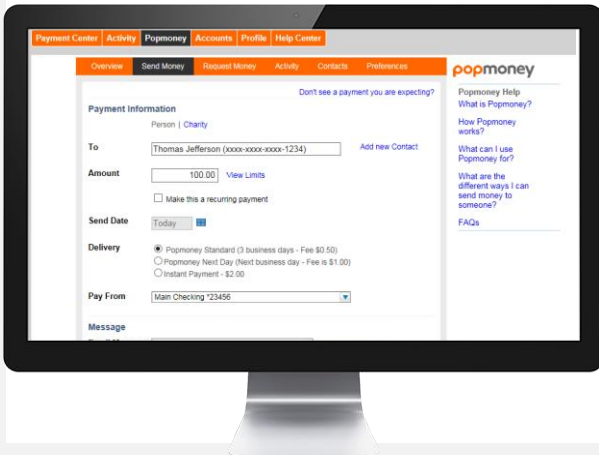 Payment Center Activity Popmoney Accounts Profile Help Center
Overview Send Money Request Money Activity Contacts Preferences
popmoney
Don't see a payment you are expecting?
Payment Information
Person | Charity
To Thomas Jefferson (xxxx-xxxx-xxxx-1234) Add new Contact
Amount 100.00 View Limits
Make this a recurring payment
Send Date Today
Delivery Popmoney Standard (3 business days - Fee $0.50)
Popmoney Next Day (Next business day - Fee is $1.00)
Instant Payment - $2.00
Pay From Main Checking *23456
Message
Popmoney Help
What is Popmoney?
How Popmoney
works?
What can I use
Popmoney for?
What are the
different ways I can
send money to
someone?
FAQs